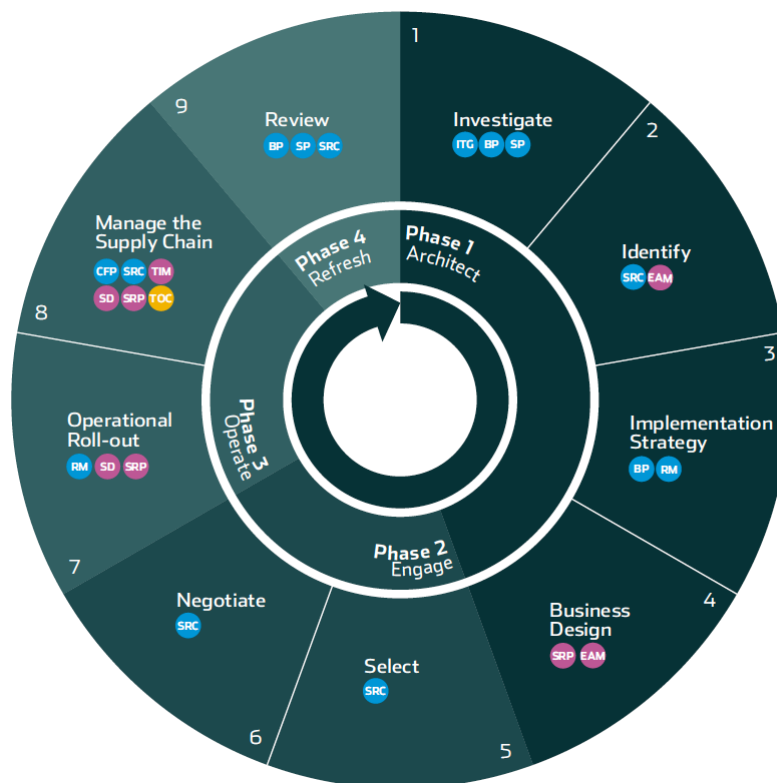 1
Investigate
ITG BP SP
2
Identify
SRC EAM
3
Implementation
Strategy
BP RM
4
Business
Design
SRP EAM
5
Select
SRC
6
Negotiate
SRC
7
Operational
Roll-out
RM SD SRP
8
Manage the
Supply Chain
CFP SRC TIM
SD SRP TOC
9
Review
BP SP SRC
Phase 1
Architect
Phase 2
Engage
Phase 3
Operate
Phase 4
Refresh